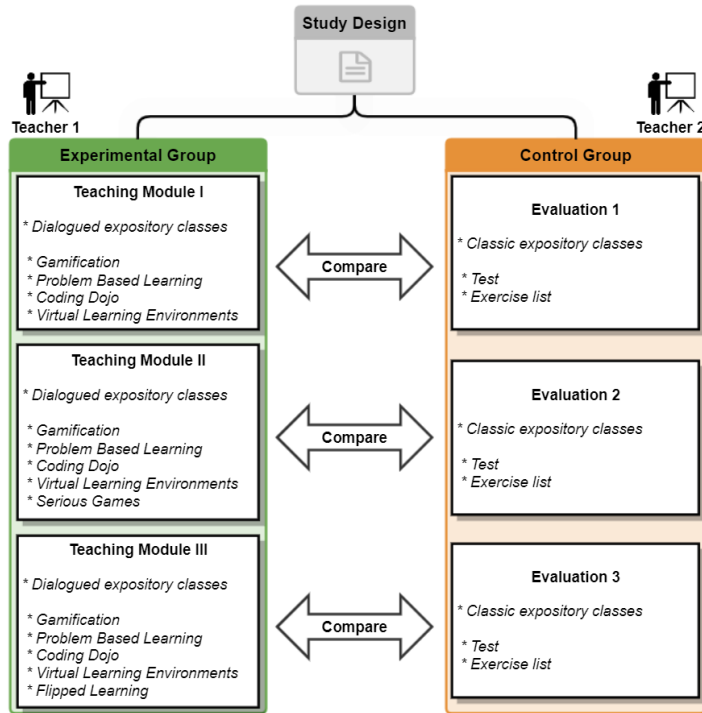 Study Design
Teacher 1
Teacher 2
Experimental Group
Teaching Module I
* Dialogued expository classes
* Gamification
* Problem Based Learning
* Coding Dojo
* Virtual Learning Environments
Teaching Module II
* Dialogued expository classes
* Gamification
* Problem Based Learning
* Coding Dojo
* Virtual Learning Environments
* Serious Games
Teaching Module III
* Dialogued expository classes
* Gamification
* Problem Based Learning
* Coding Dojo
* Virtual Learning Environments
* Flipped Learning
Compare
Compare
Compare
Control Group
Evaluation 1
* Classic expository classes
* Test
* Exercise list
Evaluation 2
* Classic expository classes
* Test
* Exercise list
Evaluation 3
* Classic expository classes
* Test
* Exercise list